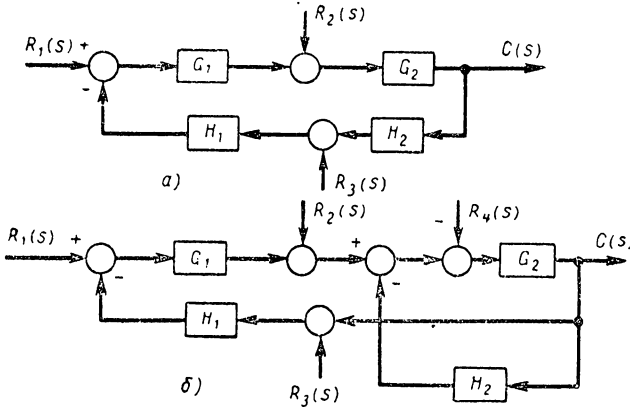 R₂(S)
R₁(S) + G₁ G₂ C(S)
-
H₁ H₂
a) R₃(S)
R₂(S) - R₄(S)
R₁(S) + G₁ + G₂ C(S)
- -
H₁
H₂
б) R₃(S)